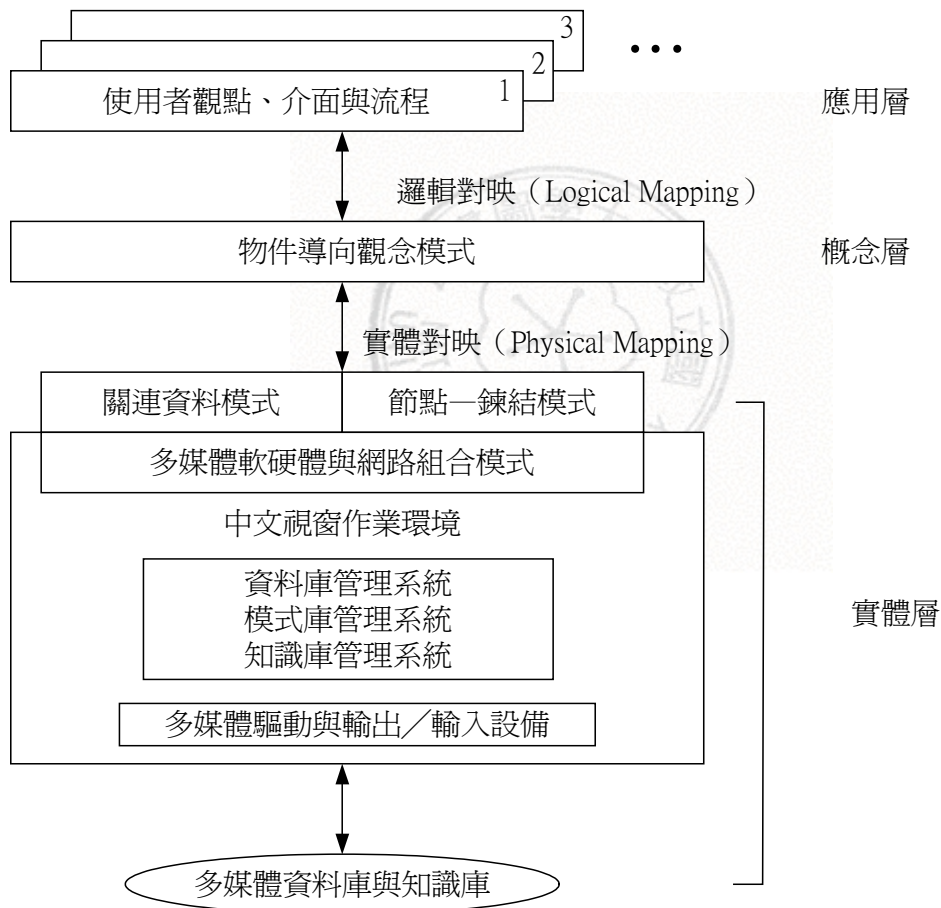 3
2
1
...
使用者觀點、介面與流程
應用層
邏輯對映（Logical Mapping）
物件導向觀念模式
概念層
實體對映（Physical Mapping）
關連資料模式
節點—鍊結模式
多媒體軟硬體與網路組合模式
中文視窗作業環境
資料庫管理系統
模式庫管理系統
知識庫管理系統
實體層
多媒體驅動與輸出／輸入設備
多媒體資料庫與知識庫